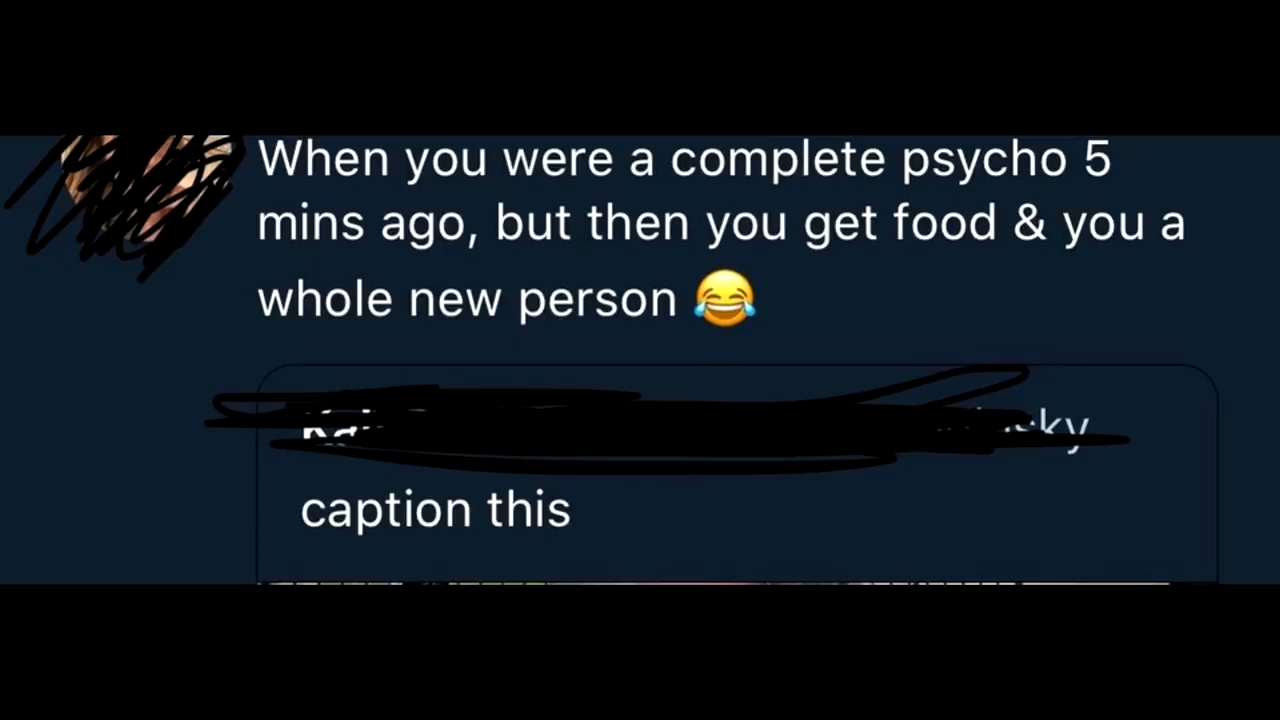 When you were a complete psycho 5
mins ago, but then you get food & you a
whole new person 😂
caption this